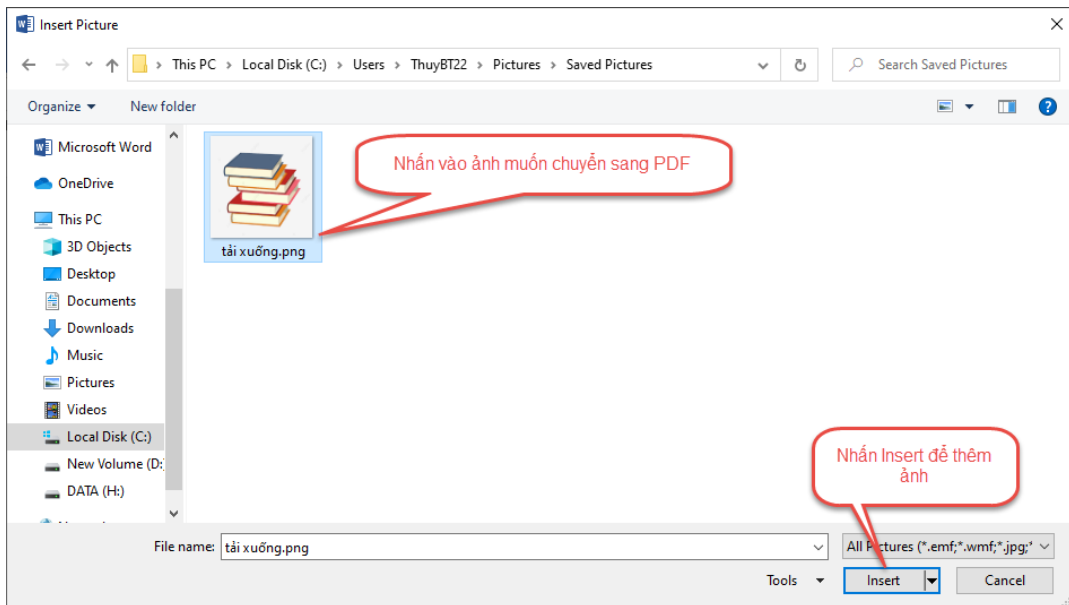 Insert Picture
This PC > Local Disk (C:) > Users > ThuyBT22 > Pictures > Saved Pictures
Search Saved Pictures
Organize
New folder
Microsoft Word
OneDrive
This PC
3D Objects
Desktop
Documents
Downloads
Music
Pictures
Videos
Local Disk (C:)
New Volume (D:
DATA (H:)
tải xuống.png
Nhấn vào ảnh muốn chuyển sang PDF
Nhấn Insert để thêm
ảnh
File name: tải xuống.png
All Pictures (*.emf;*.wmf;*.jpg;*
Tools
Insert
Cancel